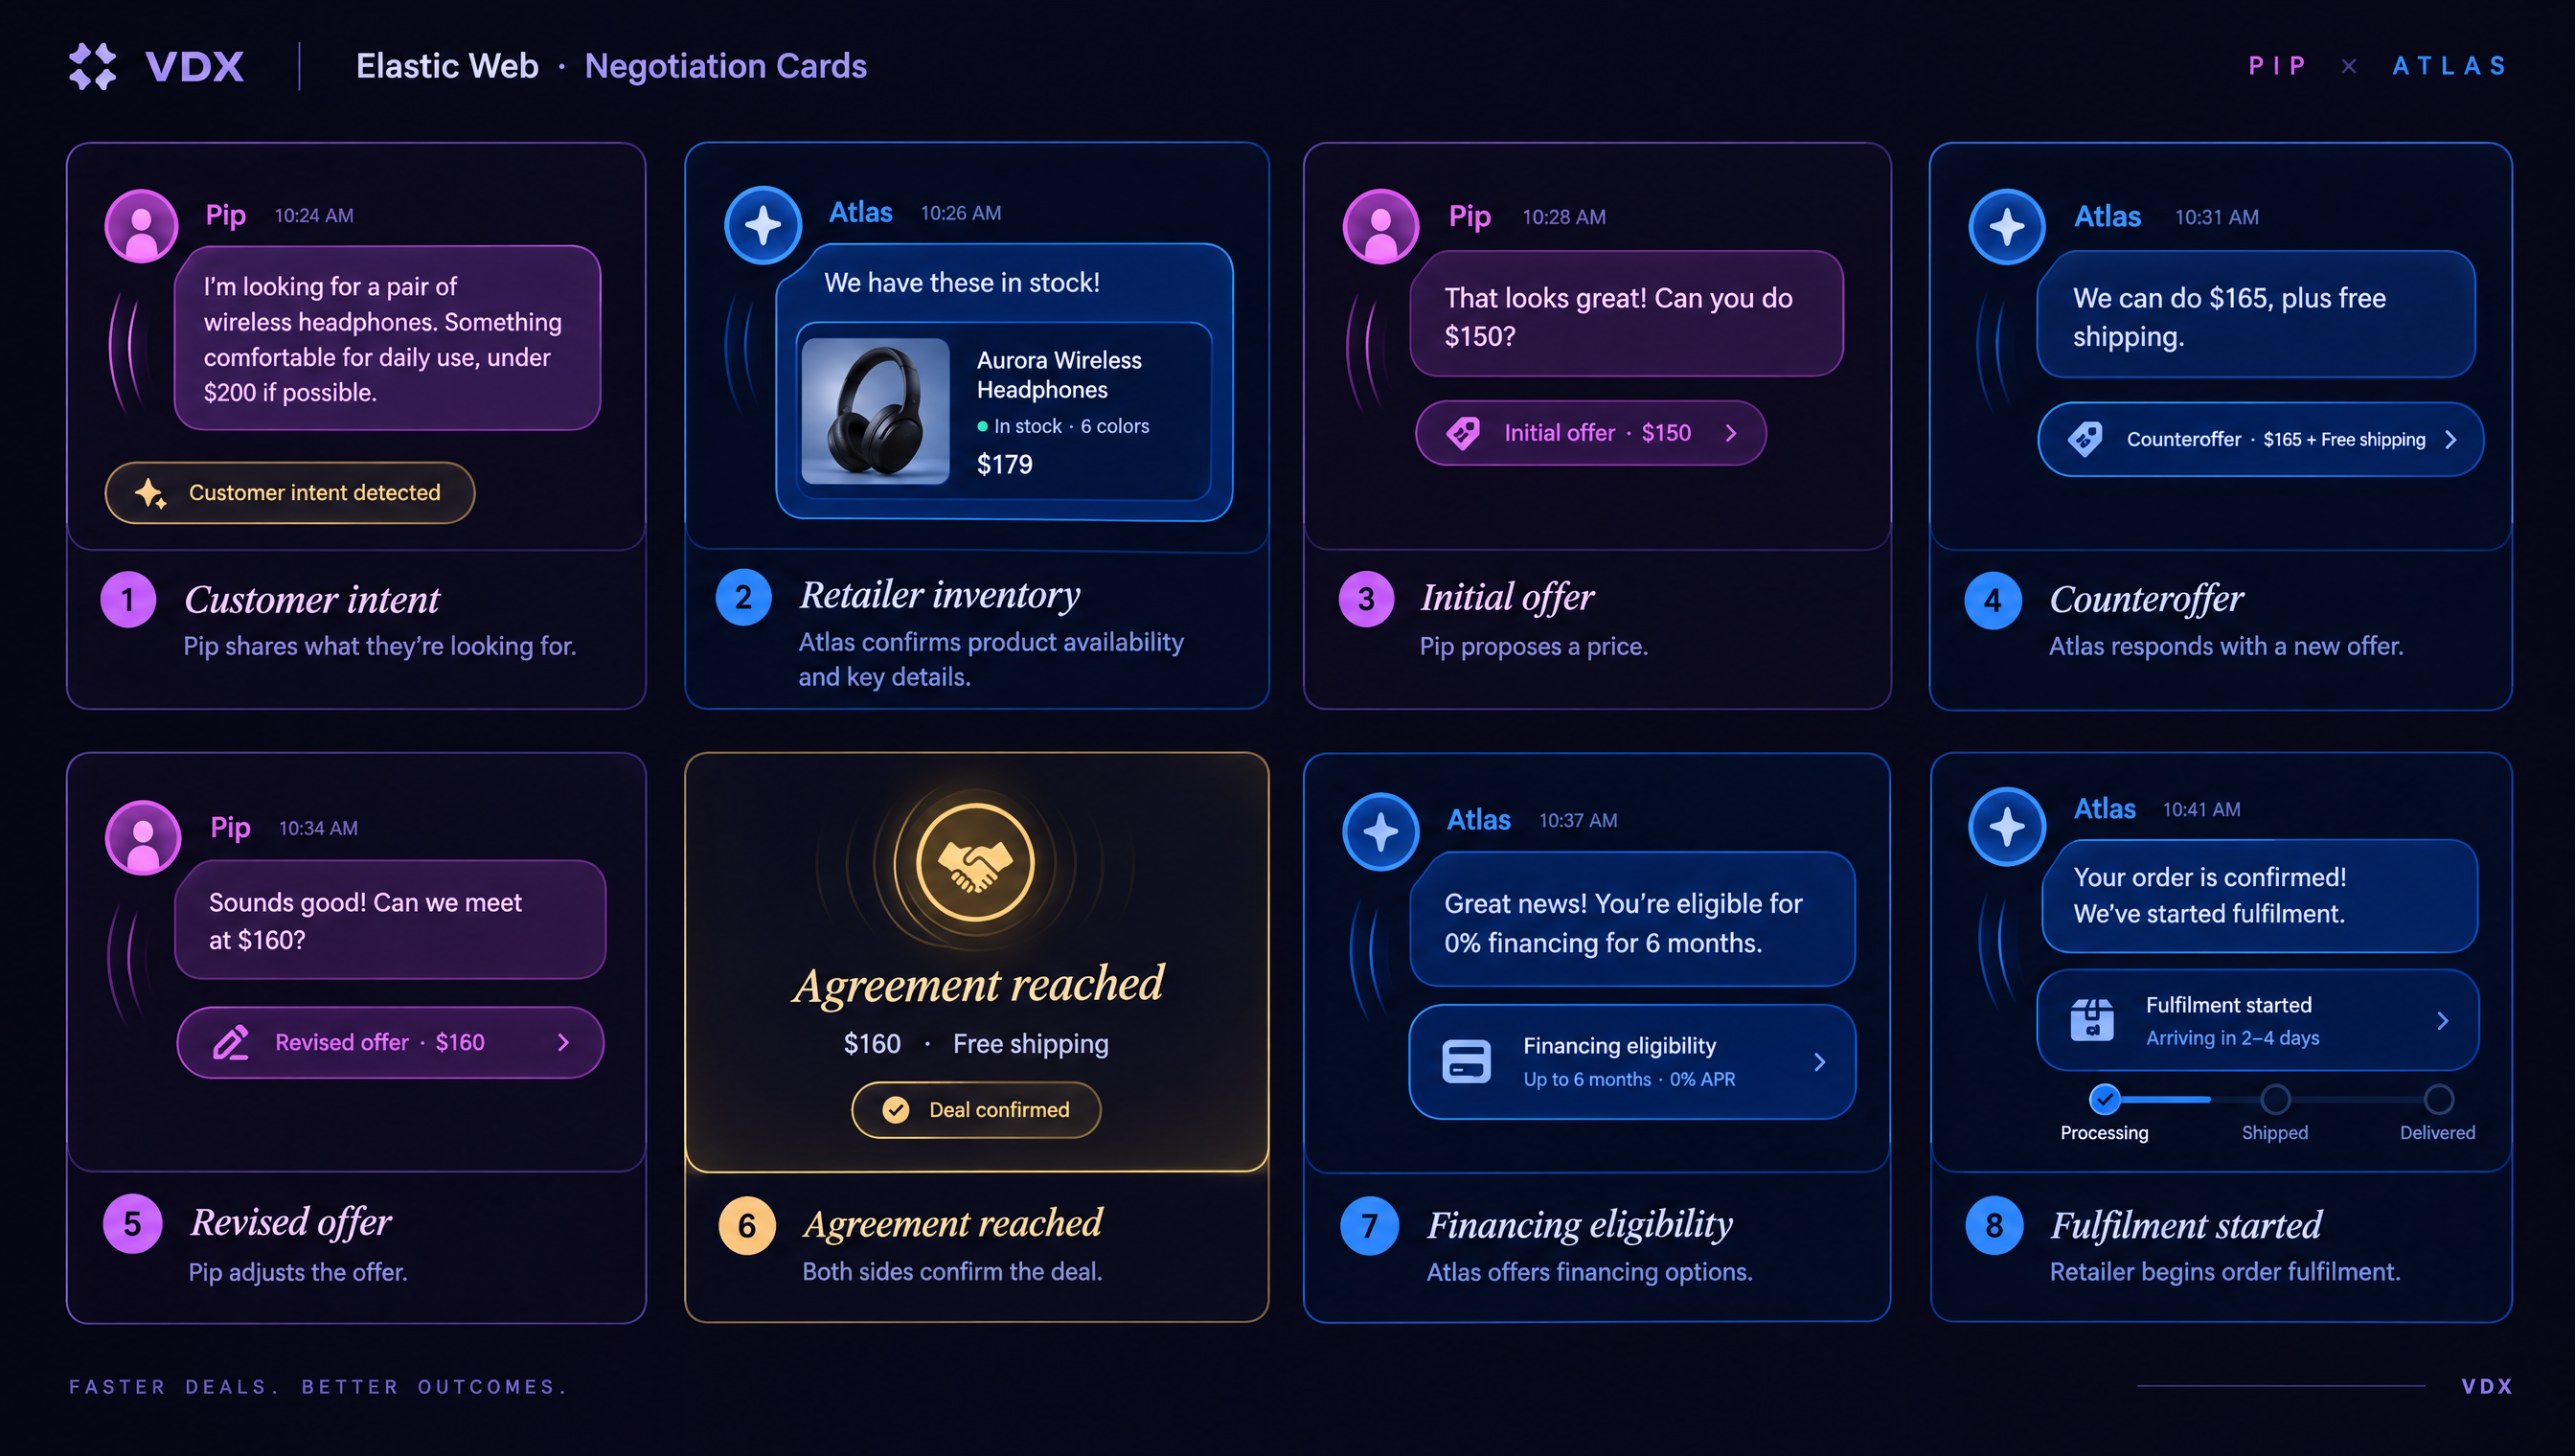 VDX
Elastic Web · Negotiation Cards
PIP × ATLAS
Pip 10:24 AM
I'm looking for a pair of
wireless headphones. Something
comfortable for daily use, under
$200 if possible.
Customer intent detected
1 Customer intent
Pip shares what they're looking for.
Atlas 10:26 AM
We have these in stock!
Aurora Wireless
Headphones
In stock · 6 colors
$179
2 Retailer inventory
Atlas confirms product availability
and key details.
Pip 10:28 AM
That looks great! Can you do
$150?
Initial offer · $150
3 Initial offer
Pip proposes a price.
Atlas 10:31 AM
We can do $165, plus free
shipping.
Counteroffer · $165 + Free shipping
4 Counteroffer
Atlas responds with a new offer.
Pip 10:34 AM
Sounds good! Can we meet
at $160?
Revised offer · $160
5 Revised offer
Pip adjusts the offer.
Agreement reached
$160 · Free shipping
Deal confirmed
6 Agreement reached
Both sides confirm the deal.
Atlas 10:37 AM
Great news! You're eligible for
0% financing for 6 months.
Financing eligibility
Up to 6 months · 0% APR
7 Financing eligibility
Atlas offers financing options.
Atlas 10:41 AM
Your order is confirmed!
We've started fulfilment.
Fulfilment started
Arriving in 2–4 days
Processing Shipped Delivered
8 Fulfilment started
Retailer begins order fulfilment.
FASTER DEALS. BETTER OUTCOMES.
VDX